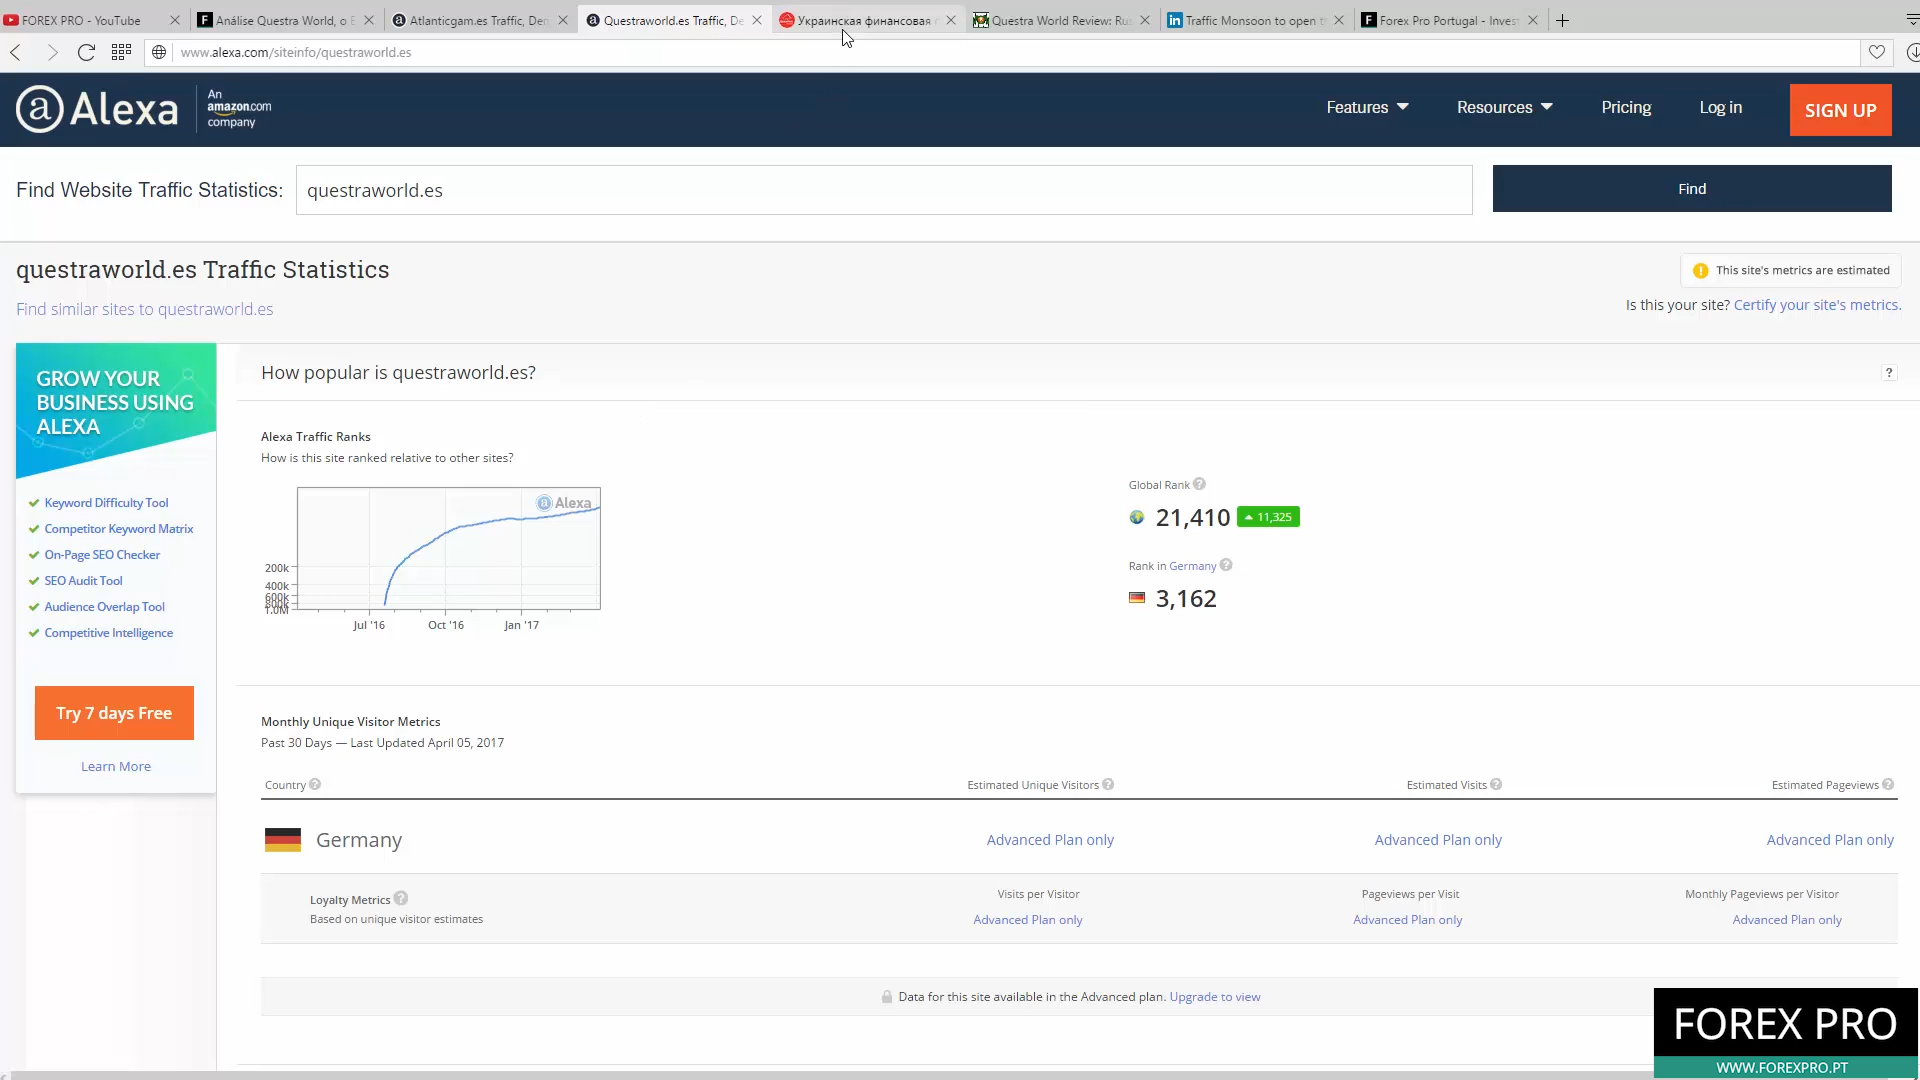 FOREX PRO - YouTube
Análise Questra World, o E
Atlanticgam.es Traffic, Den
Questraworld.es Traffic, De
Украинская финансовая
Questra World Review: Rus
Traffic Monsoon to open t
Forex Pro Portugal - Invest
www.alexa.com/siteinfo/questraworld.es
Alexa
An
amazon.com
company
Features
Resources
Pricing
Log in
SIGN UP
Find Website Traffic Statistics:
questraworld.es
Find
questraworld.es Traffic Statistics
This site's metrics are estimated
Find similar sites to questraworld.es
Is this your site? Certify your site's metrics.
GROW YOUR
BUSINESS USING
ALEXA
Keyword Difficulty Tool
Competitor Keyword Matrix
On-Page SEO Checker
SEO Audit Tool
Audience Overlap Tool
Competitive Intelligence
Try 7 days Free
Learn More
How popular is questraworld.es?
?
Alexa Traffic Ranks
How is this site ranked relative to other sites?
Alexa
200k
400k
600k
800k
1.0M
Jul '16
Oct '16
Jan '17
Global Rank ?
21,410
11,325
Rank in Germany ?
3,162
Monthly Unique Visitor Metrics
Past 30 Days — Last Updated April 05, 2017
Country ?
Estimated Unique Visitors ?
Estimated Visits ?
Estimated Pageviews ?
Germany
Advanced Plan only
Advanced Plan only
Advanced Plan only
Loyalty Metrics ?
Based on unique visitor estimates
Visits per Visitor
Advanced Plan only
Pageviews per Visit
Advanced Plan only
Monthly Pageviews per Visitor
Advanced Plan only
Data for this site available in the Advanced plan. Upgrade to view
FOREX PRO
WWW.FOREXPRO.PT